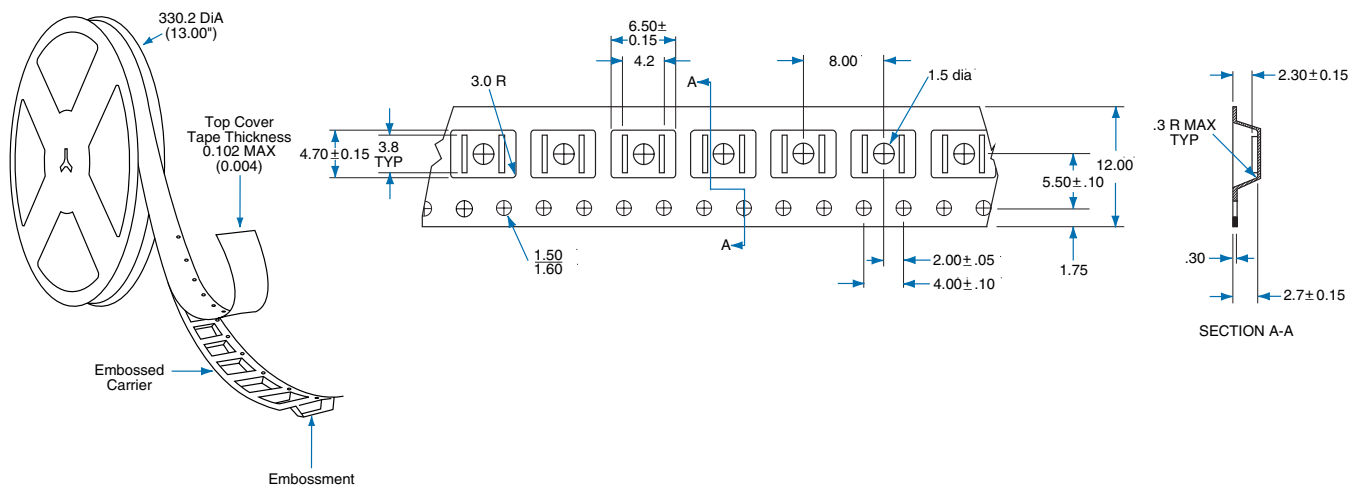 330.2 DiA
(13.00")
Top Cover
Tape Thickness
0.102 MAX
(0.004)
Embossed
Carrier
Embossment
6.50±
0.15
4.2
8.00
A
1.5 dia
3.0 R
4.70±0.15
3.8
TYP
12.00
5.50±.10
1.50
1.60
A
2.00±.05
4.00±.10
1.75
2.30±0.15
.3 R MAX
TYP
.30
2.7±0.15
SECTION A-A